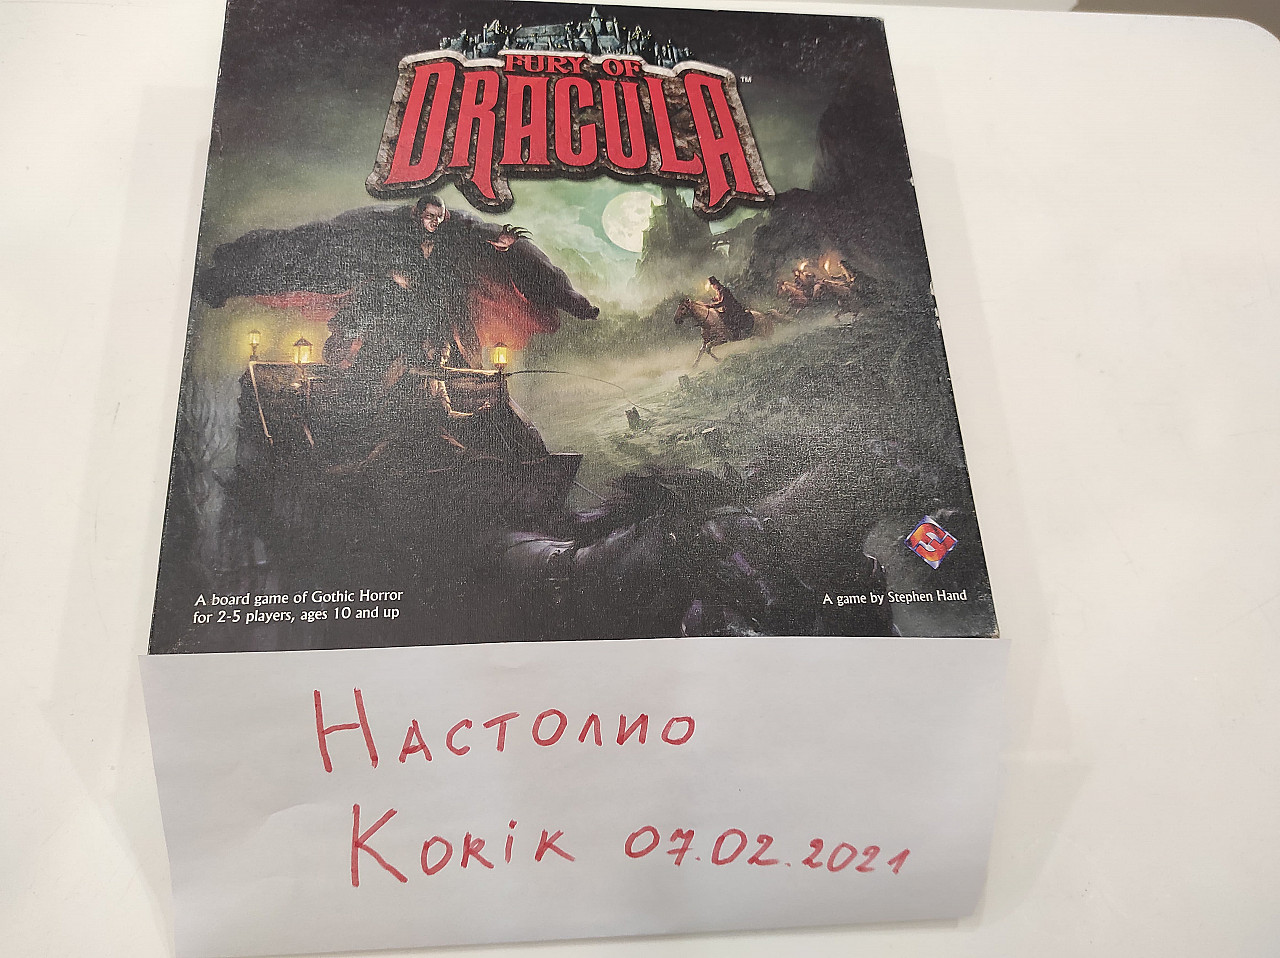 FURY OF
DRACULA™
A board game of Gothic Horror
for 2-5 players, ages 10 and up
A game by Stephen Hand
Настолио
Korik 07.02.2021